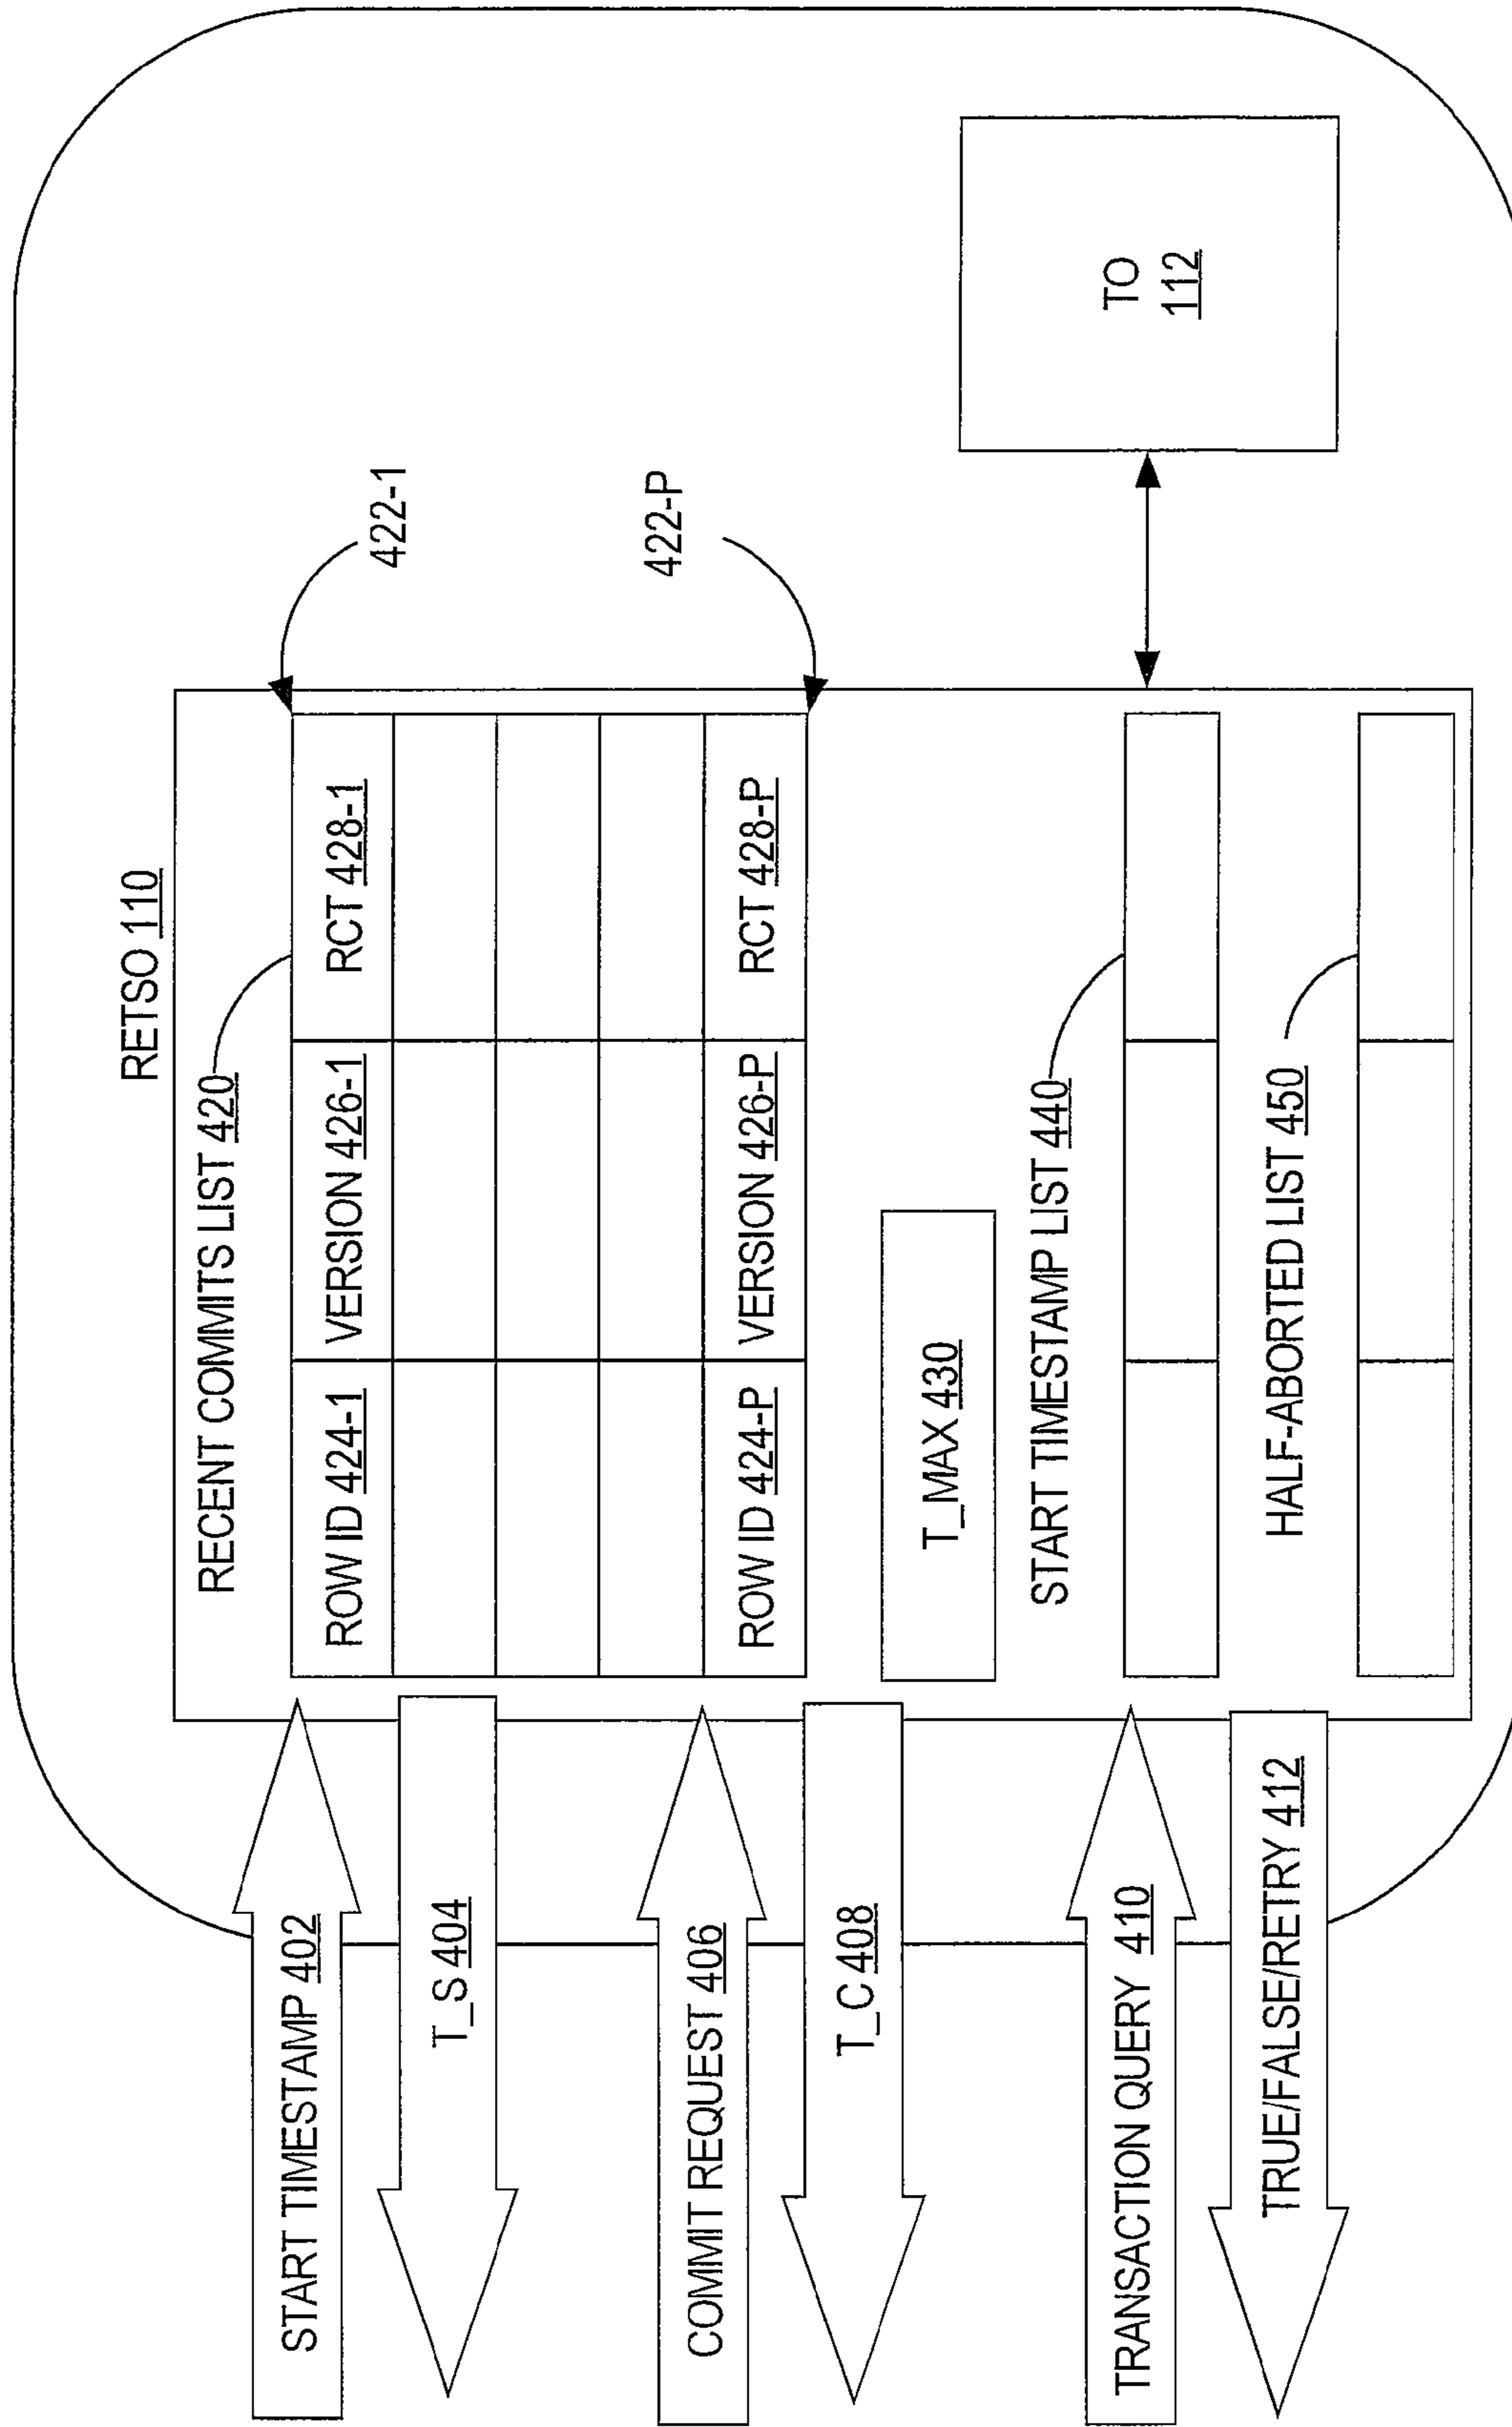 RETSO 110
RECENT COMMITS LIST 420
ROW ID 424-1 VERSION 426-1 RCT 428-1
422-1
ROW ID 424-P VERSION 426-P RCT 428-P
422-P
T_MAX 430
START TIMESTAMP LIST 440
HALF-ABORTED LIST 450
TO
112
START TIMESTAMP 402
T_S 404
COMMIT REQUEST 406
T_C 408
TRANSACTION QUERY 410
TRUE/FALSE/RETRY 412